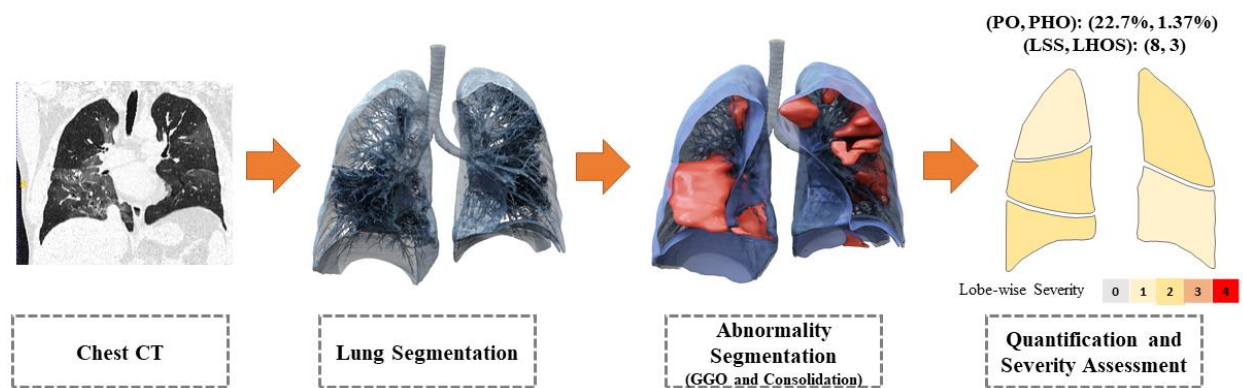 (PO, PHO): (22.7%, 1.37%)
(LSS, LHOS): (8, 3)
Lobe-wise Severity 0 1 2 3 4
Chest CT
Lung Segmentation
Abnormality
Segmentation
(GGO and Consolidation)
Quantification and
Severity Assessment